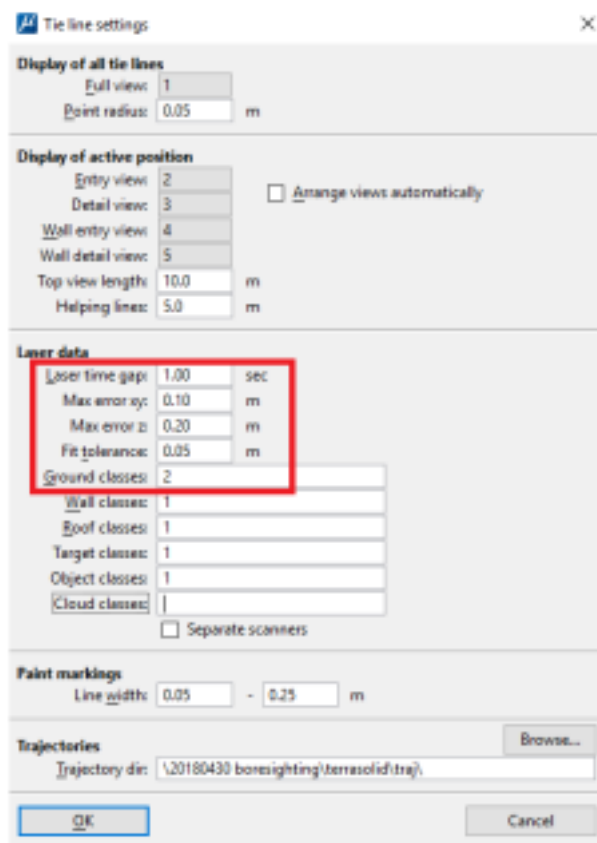 Tie line settings
Display of all tie lines
Full view: 1
Point radius: 0.05 m
Display of active position
Entry view: 2
Arrange views automatically
Detail view: 3
Wall entry view: 4
Wall detail view: 5
Top view length: 10.0 m
Helping lines: 5.0 m
Laser data
Laser time gap: 1.00 sec
Max error xy: 0.10 m
Max error z: 0.20 m
Fit tolerance: 0.05 m
Ground classes: 2
Wall classes: 1
Roof classes: 1
Target classes: 1
Object classes: 1
Cloud classes:
Separate scanners
Paint markings
Line width: 0.05 - 0.25 m
Trajectories
Browse...
Trajectory dir: \20180430 boresighting\terrasolid\traj\
OK Cancel